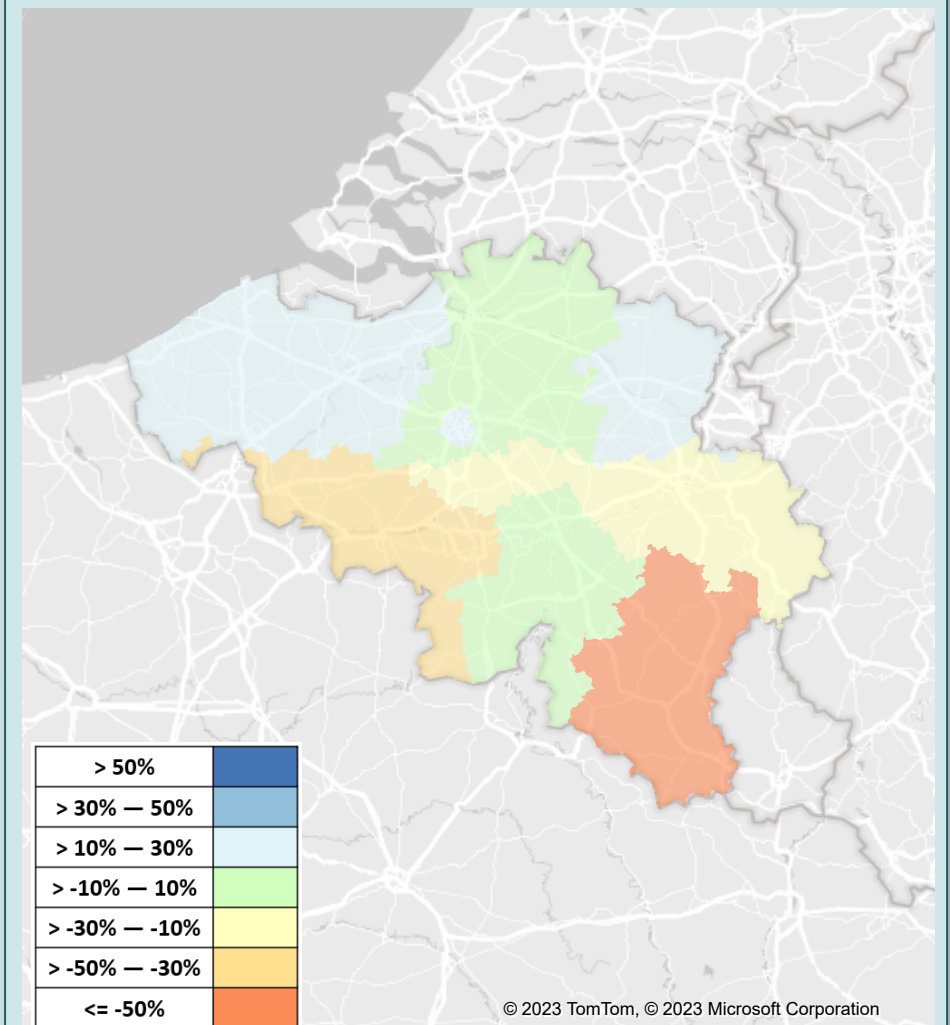 > 50%
> 30% — 50%
> 10% — 30%
> -10% — 10%
> -30% — -10%
> -50% — -30%
<= -50%
© 2023 TomTom, © 2023 Microsoft Corporation